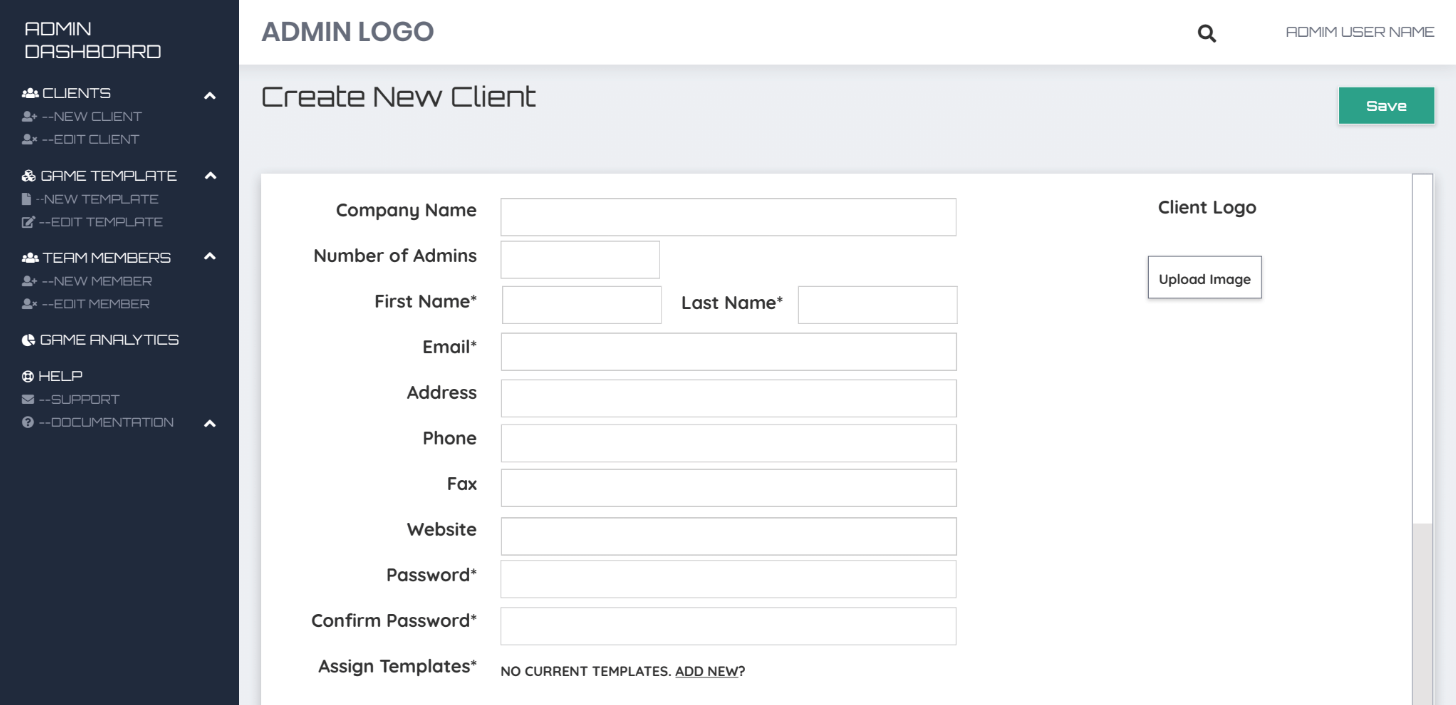 ADMIN
DASHBOARD
CLIENTS
--NEW CLIENT
--EDIT CLIENT
GAME TEMPLATE
--NEW TEMPLATE
--EDIT TEMPLATE
TEAM MEMBERS
--NEW MEMBER
--EDIT MEMBER
GAME ANALYTICS
HELP
--SUPPORT
--DOCUMENTATION
ADMIN LOGO
ADMIM USER NAME
Create New Client
Save
Company Name
Number of Admins
First Name* Last Name*
Email*
Address
Phone
Fax
Website
Password*
Confirm Password*
Assign Templates* NO CURRENT TEMPLATES. ADD NEW?
Client Logo
Upload Image